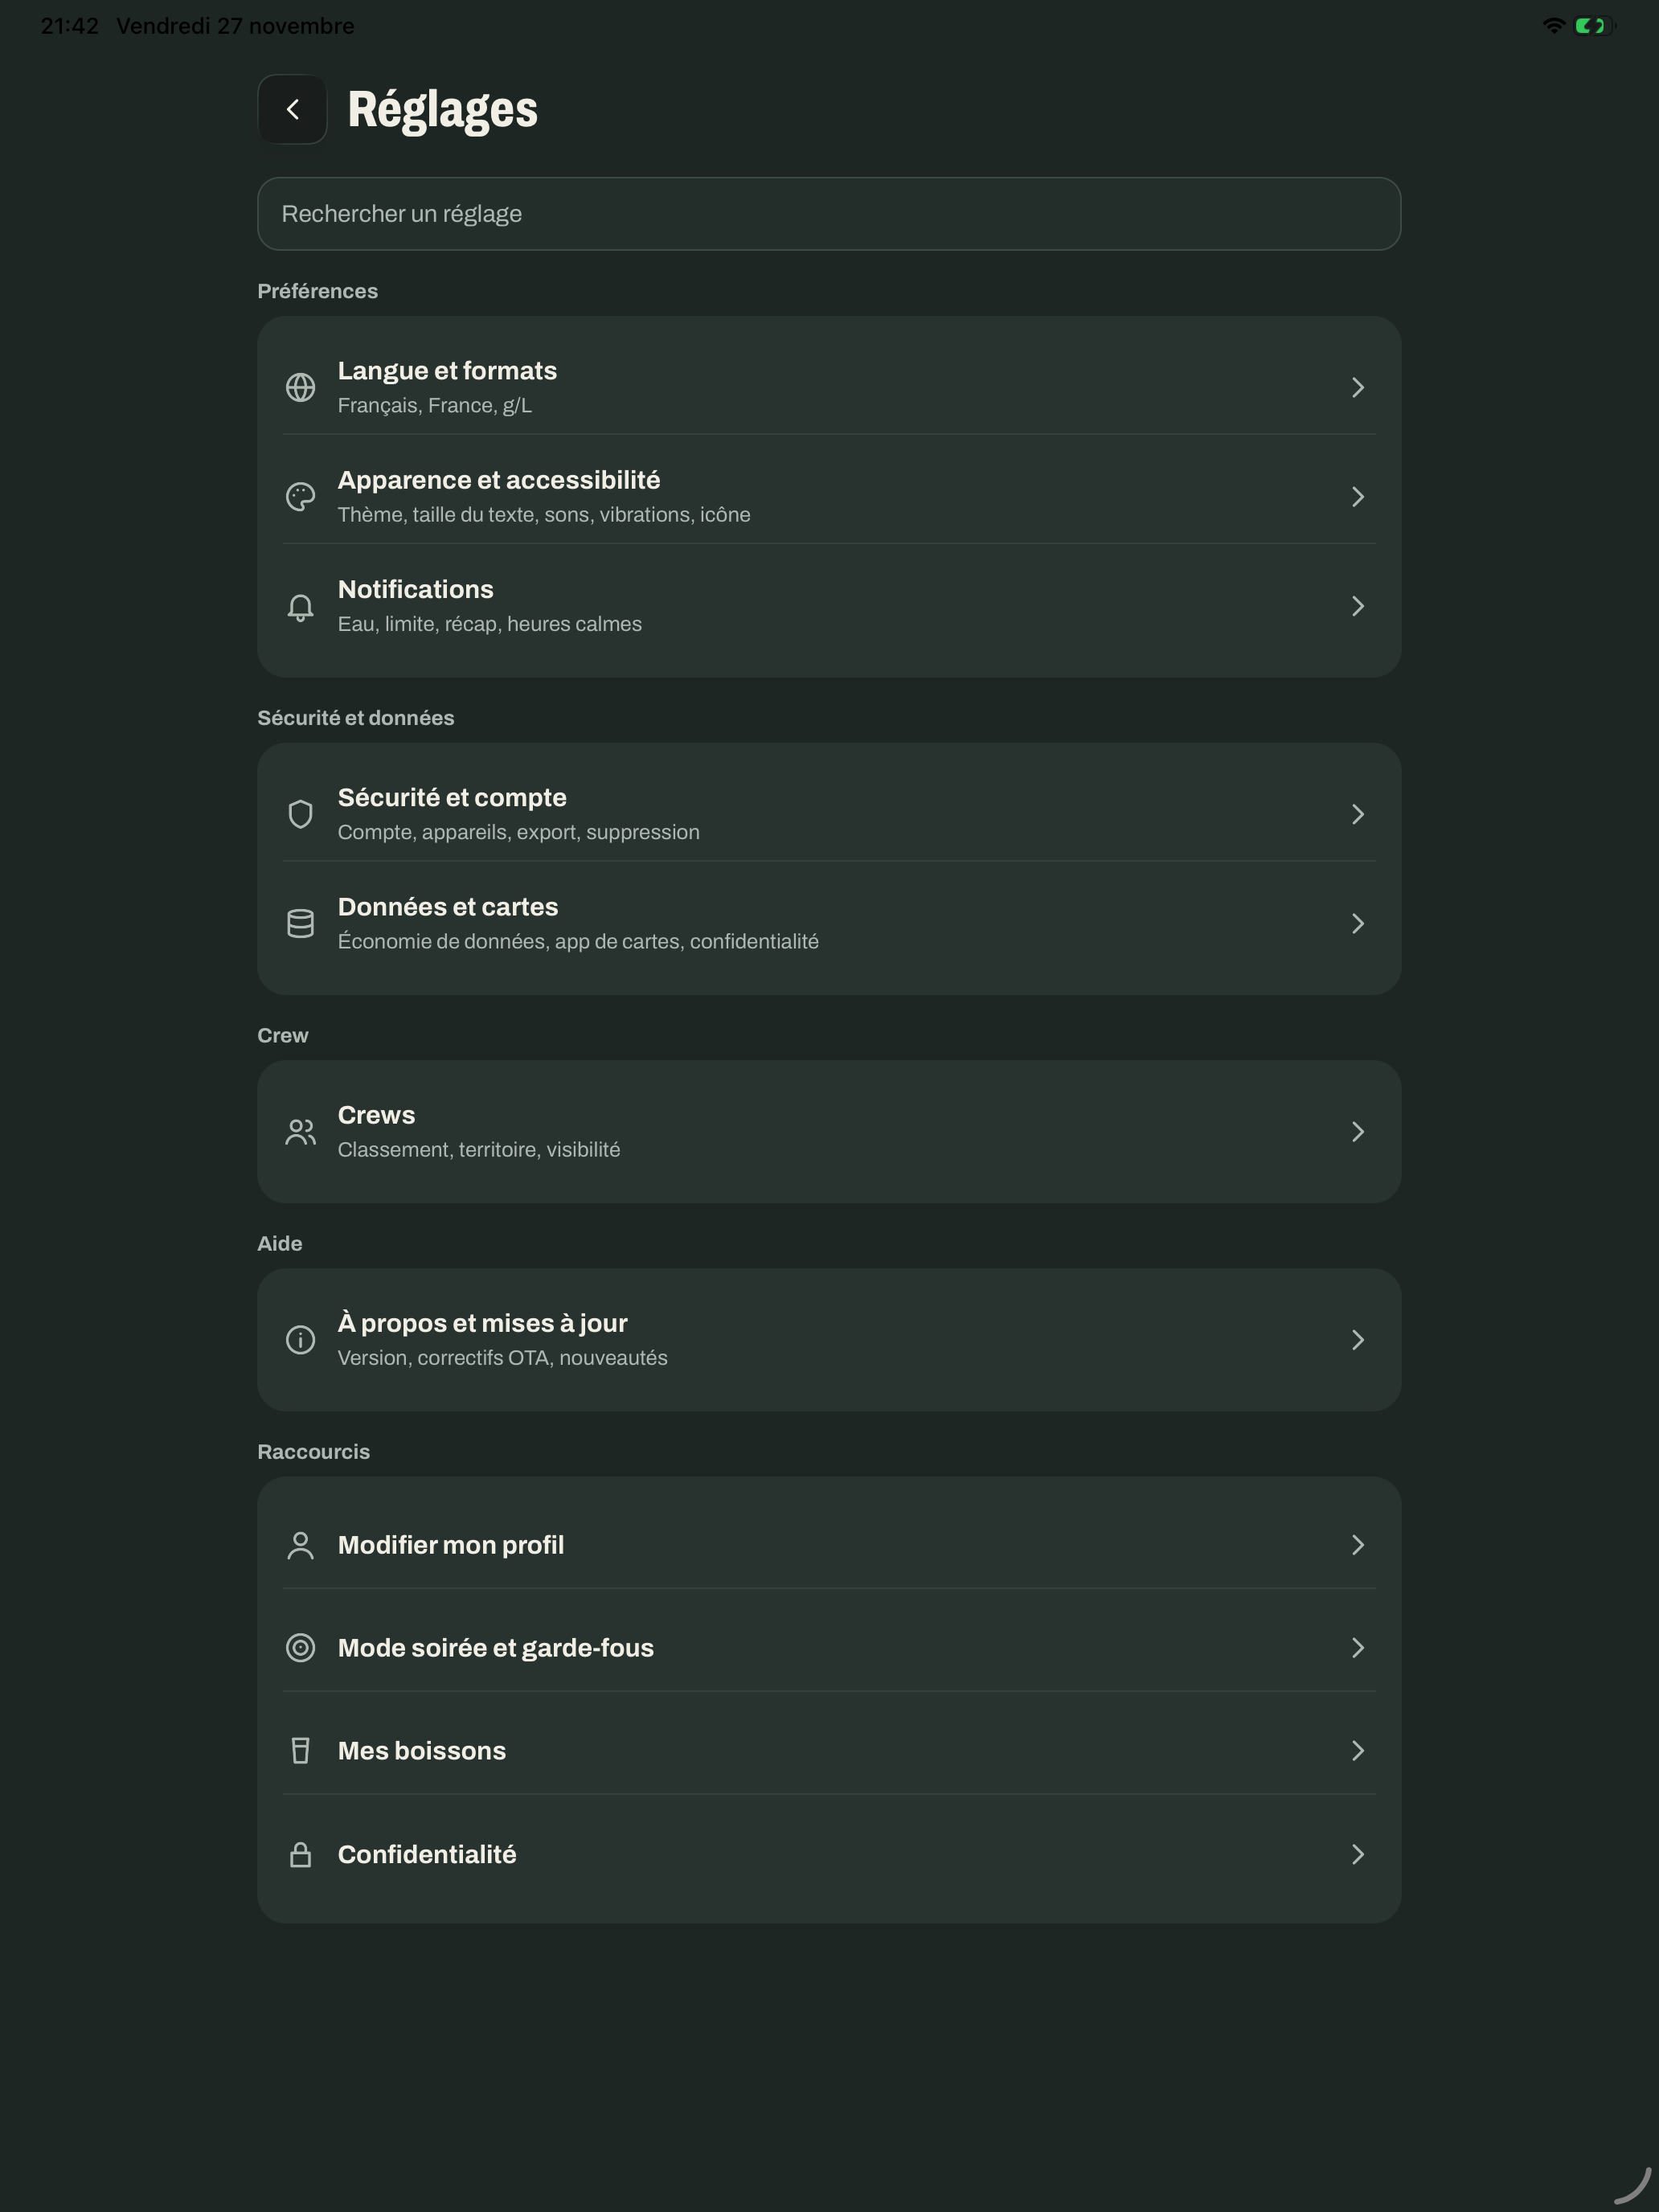 21:42 Vendredi 27 novembre
Réglages
Rechercher un réglage
Préférences
Langue et formats
Français, France, g/L
Apparence et accessibilité
Thème, taille du texte, sons, vibrations, icône
Notifications
Eau, limite, récap, heures calmes
Sécurité et données
Sécurité et compte
Compte, appareils, export, suppression
Données et cartes
Économie de données, app de cartes, confidentialité
Crew
Crews
Classement, territoire, visibilité
Aide
À propos et mises à jour
Version, correctifs OTA, nouveautés
Raccourcis
Modifier mon profil
Mode soirée et garde-fous
Mes boissons
Confidentialité